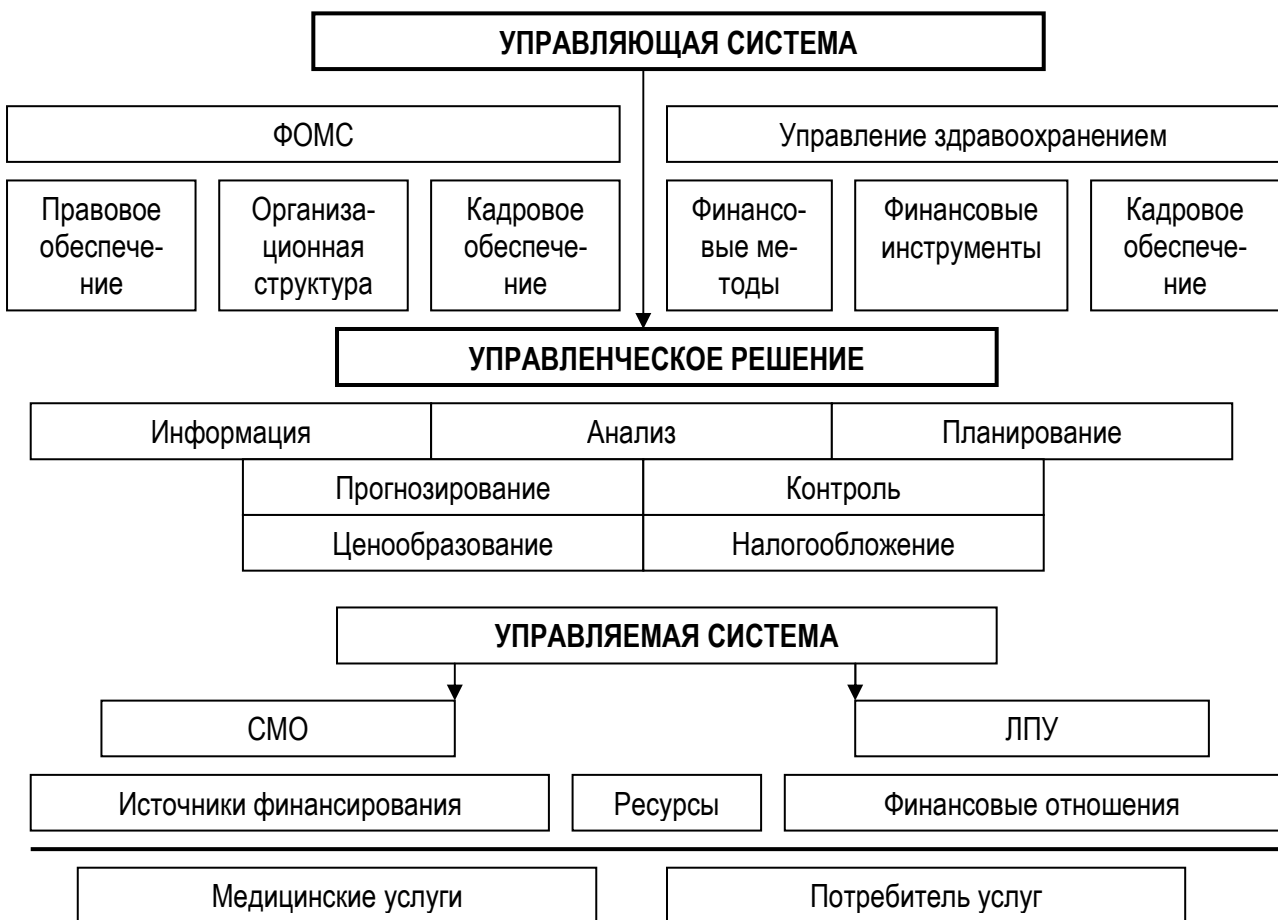 УПРАВЛЯЮЩАЯ СИСТЕМА
ФОМС
Управление здравоохранением
Правовое
обеспече-
ние
Организа-
ционная
структура
Кадровое
обеспече-
ние
Финансо-
вые ме-
тоды
Финансовые
инструменты
Кадровое
обеспече-
ние
УПРАВЛЕНЧЕСКОЕ РЕШЕНИЕ
Информация
Анализ
Планирование
Прогнозирование
Контроль
Ценообразование
Налогообложение
УПРАВЛЯЕМАЯ СИСТЕМА
СМО
ЛПУ
Источники финансирования
Ресурсы
Финансовые отношения
Медицинские услуги
Потребитель услуг